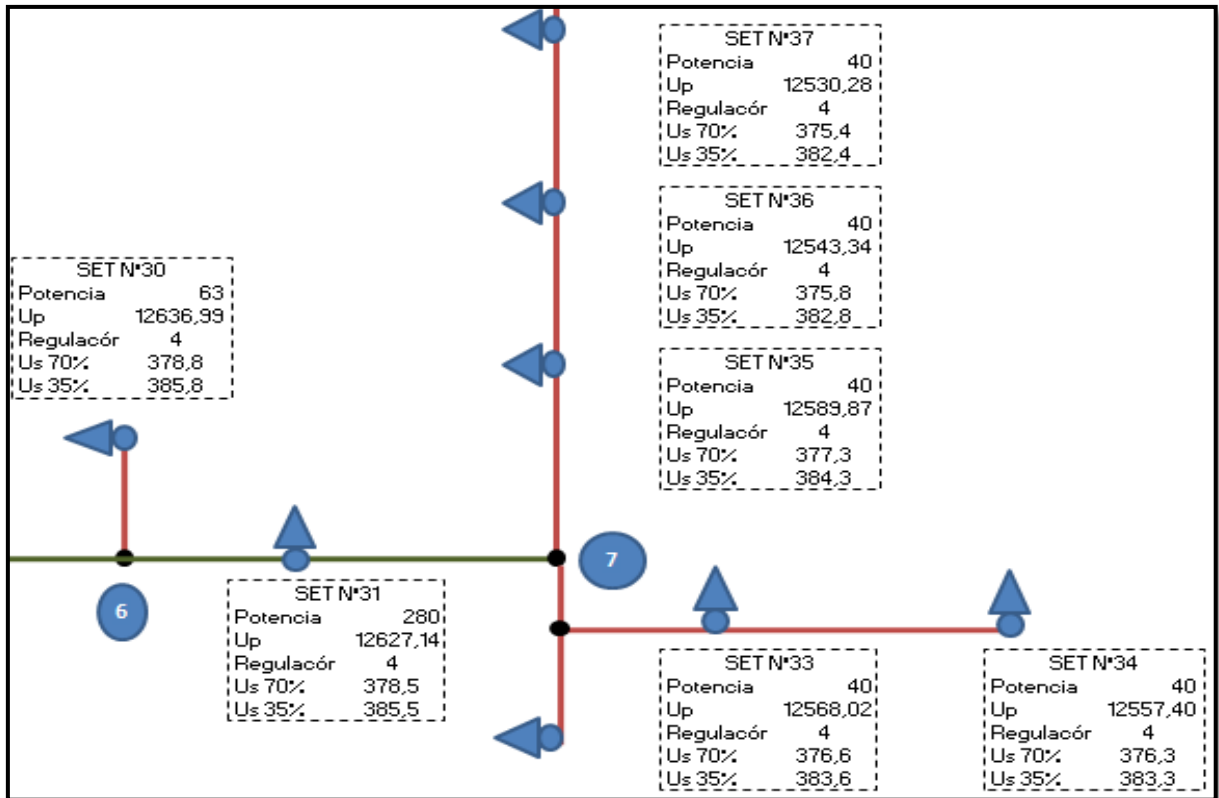 SET N°37
Potencia 40
Up 12530,28
Regulacór 4
Us 70% 375,4
Us 35% 382,4
SET N°36
Potencia 40
Up 12543,34
Regulacór 4
Us 70% 375,8
Us 35% 382,8
SET N°30
Potencia 63
Up 12636,99
Regulacór 4
Us 70% 378,8
Us 35% 385,8
SET N°35
Potencia 40
Up 12589,87
Regulacór 4
Us 70% 377,3
Us 35% 384,3
7
6
SET N°31
Potencia 280
Up 12627,14
Regulacór 4
Us 70% 378,5
Us 35% 385,5
SET N°33
Potencia 40
Up 12568,02
Regulacór 4
Us 70% 376,6
Us 35% 383,6
SET N°34
Potencia 40
Up 12557,40
Regulacór 4
Us 70% 376,3
Us 35% 383,3